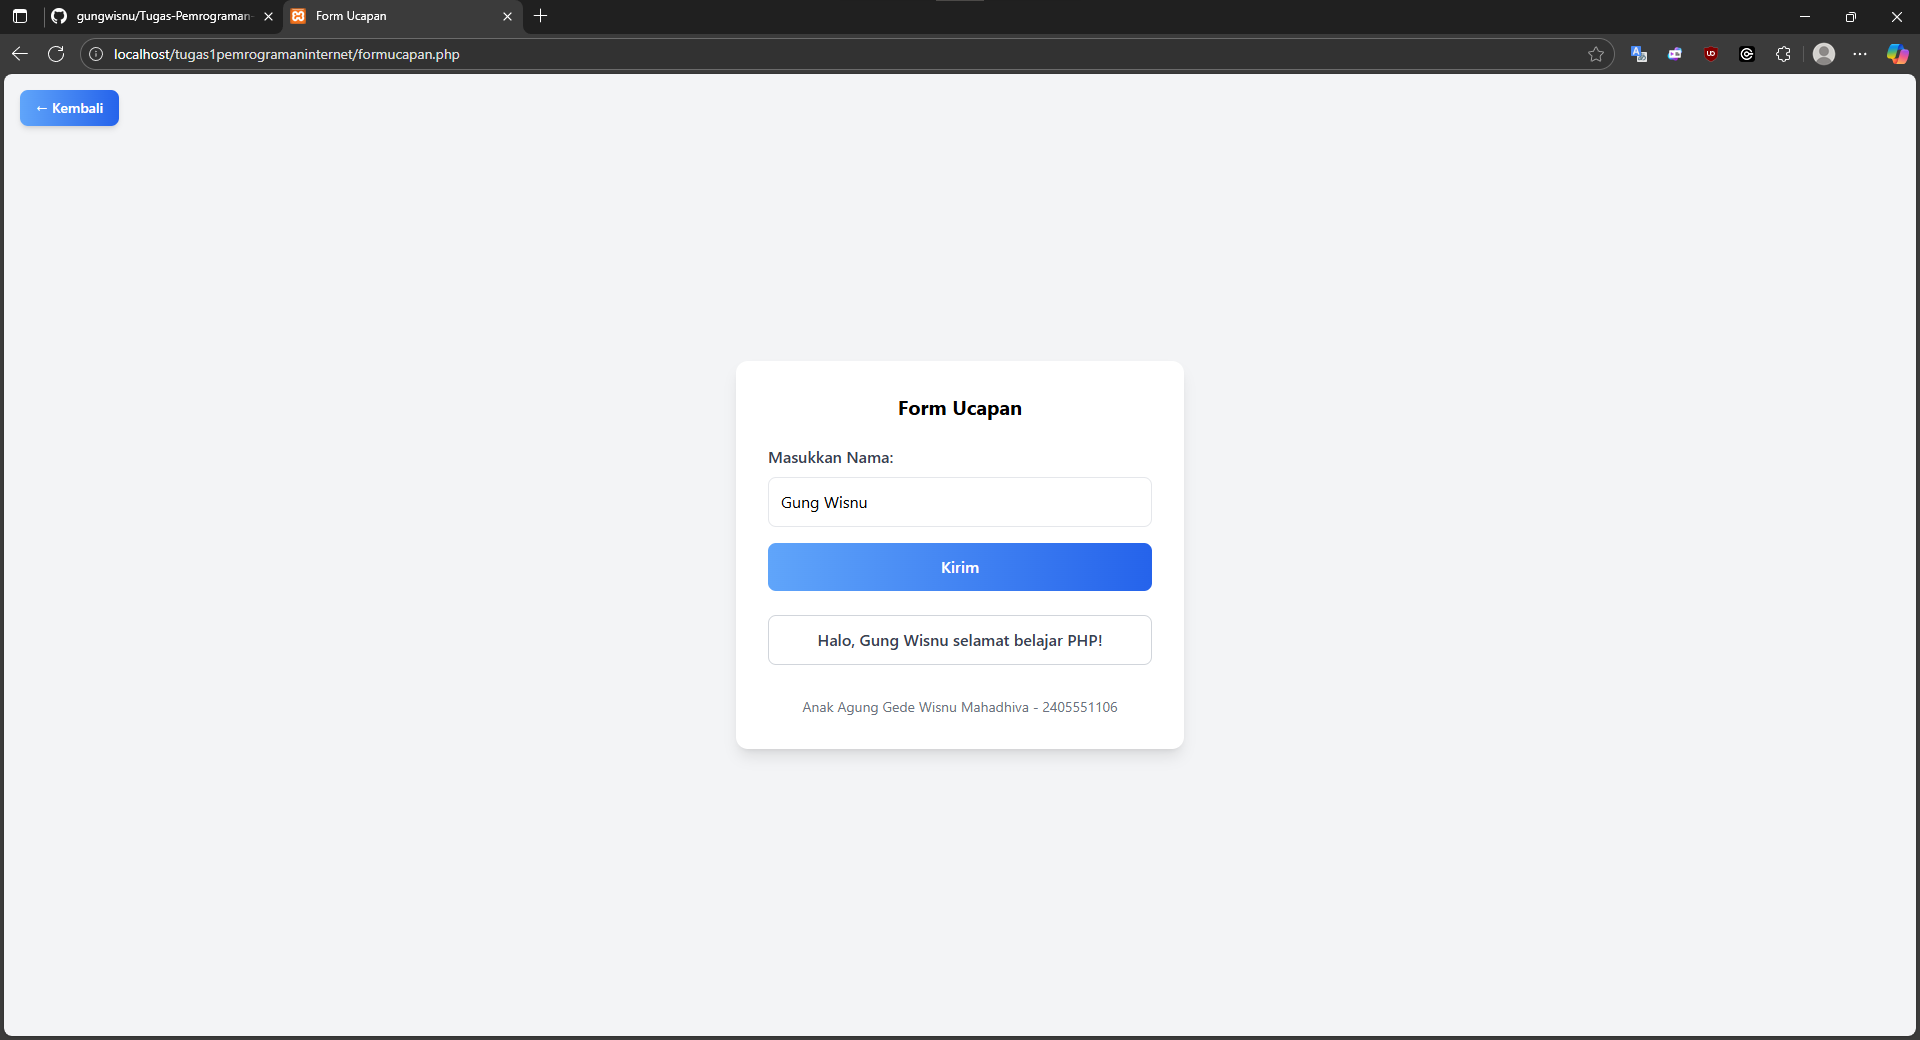 gungwisnu/Tugas-Pemrograman-
Form Ucapan
localhost/tugas1pemrogramaninternet/formucapan.php
← Kembali
Form Ucapan
Masukkan Nama:
Gung Wisnu
Kirim
Halo, Gung Wisnu selamat belajar PHP!
Anak Agung Gede Wisnu Mahadhiva - 2405551106